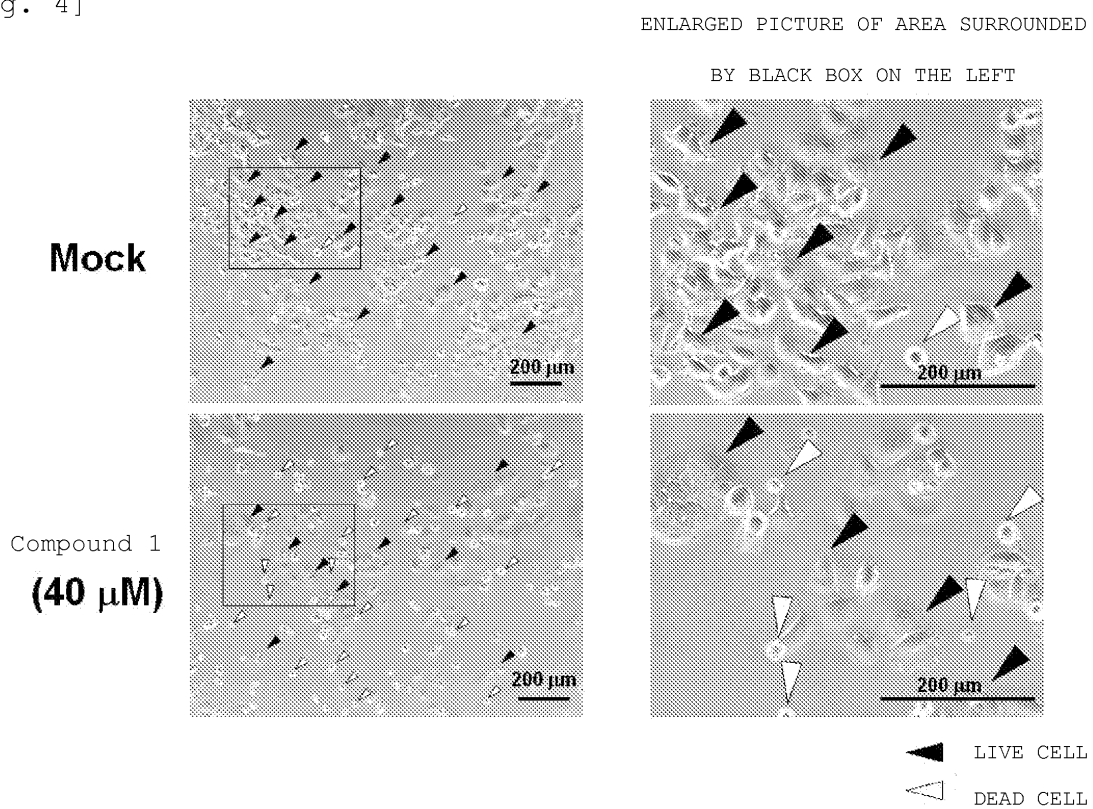 g. 4]
ENLARGED PICTURE OF AREA SURROUNDED
BY BLACK BOX ON THE LEFT
Mock
200 μm
200 μm
Compound 1
(40 μM)
200 μm
200 μm
LIVE CELL
DEAD CELL